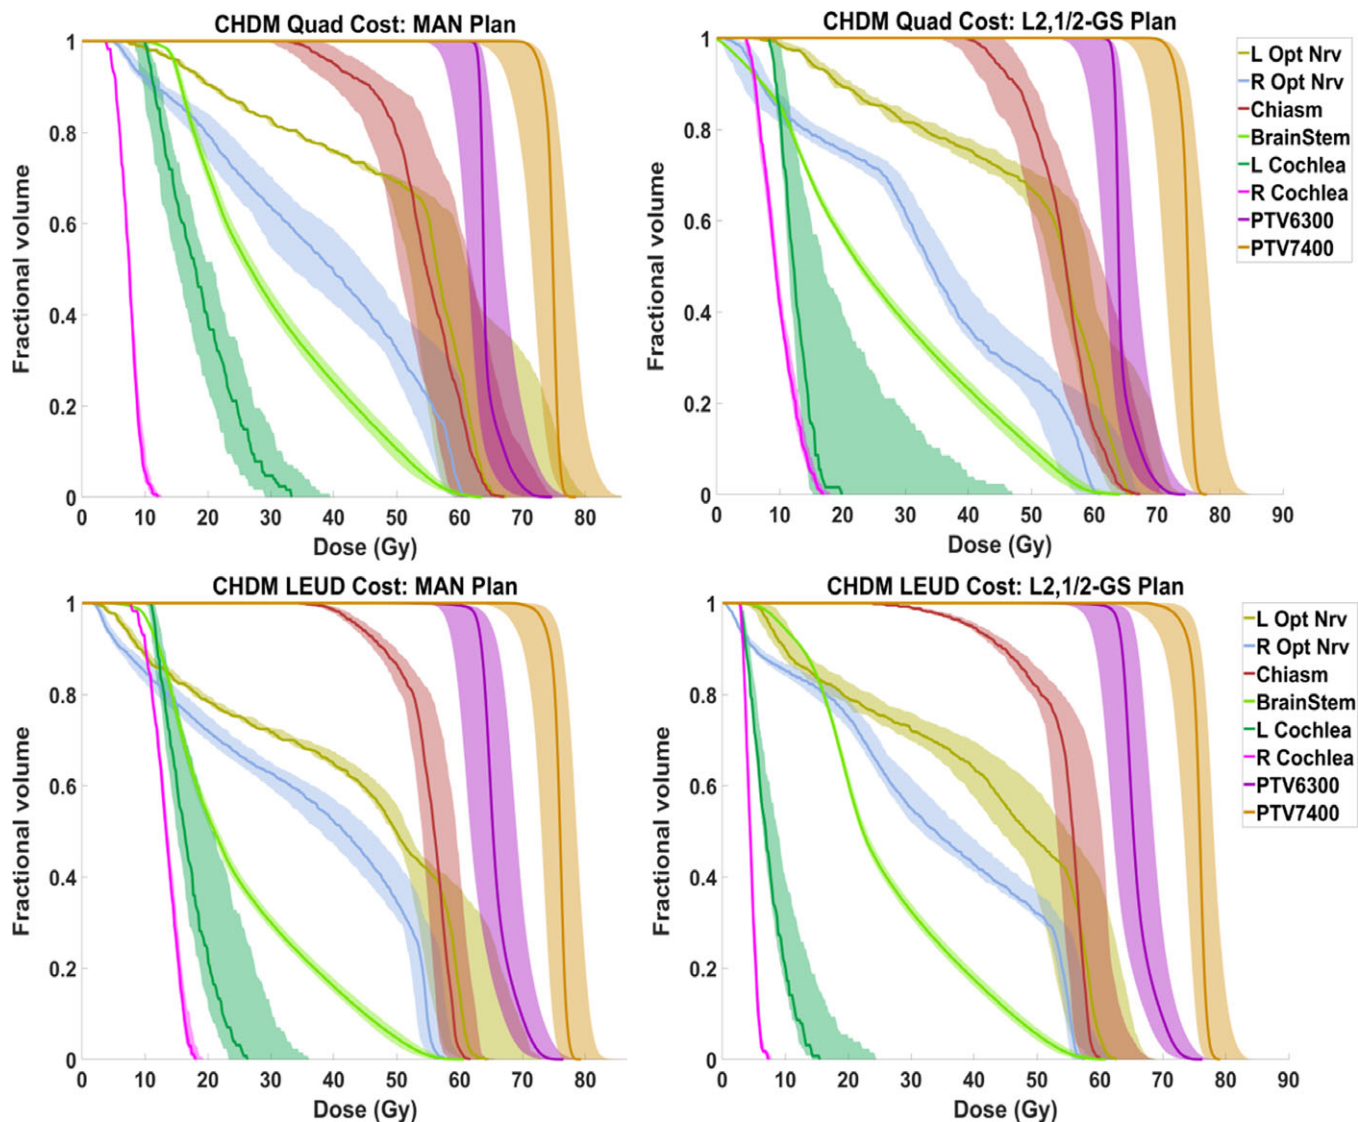 CHDM Quad Cost: MAN Plan
1
0.8
0.6
0.4
0.2
0
Fractional volume
0 10 20 30 40 50 60 70 80
Dose (Gy)
CHDM Quad Cost: L2,1/2-GS Plan
1
0.8
0.6
0.4
0.2
0
Fractional volume
0 10 20 30 40 50 60 70 80 90
Dose (Gy)
L Opt Nrv
R Opt Nrv
Chiasm
BrainStem
L Cochlea
R Cochlea
PTV6300
PTV7400
CHDM LEUD Cost: MAN Plan
1
0.8
0.6
0.4
0.2
0
Fractional volume
0 10 20 30 40 50 60 70 80
Dose (Gy)
CHDM LEUD Cost: L2,1/2-GS Plan
1
0.8
0.6
0.4
0.2
0
Fractional volume
0 10 20 30 40 50 60 70 80 90
Dose (Gy)
L Opt Nrv
R Opt Nrv
Chiasm
BrainStem
L Cochlea
R Cochlea
PTV6300
PTV7400